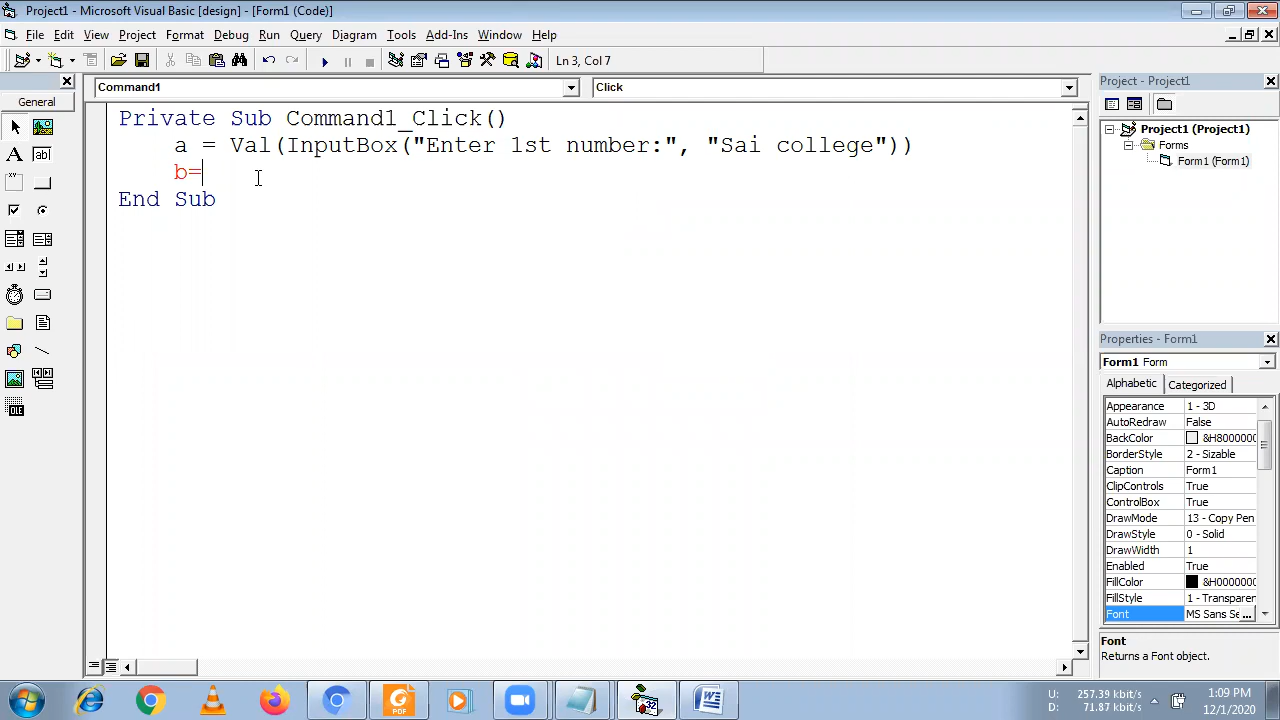 Project1 - Microsoft Visual Basic [design] - [Form1 (Code)]
File Edit View Project Format Debug Run Query Diagram Tools Add-Ins Window Help
Ln 3, Col 7
General
Command1
Click
Private Sub Command1_Click()
a = Val(InputBox("Enter 1st number:", "Sai college"))
b=
End Sub
Project - Project1
Project1 (Project1)
Forms
Form1 (Form1)
Properties - Form1
Form1 Form
Alphabetic Categorized
Appearance 1 - 3D
AutoRedraw False
BackColor &H8000000
BorderStyle 2 - Sizable
Caption Form1
ClipControls True
ControlBox True
DrawMode 13 - Copy Pen
DrawStyle 0 - Solid
DrawWidth 1
Enabled True
FillColor &H0000000
FillStyle 1 - Transparen
Font MS Sans Se ...
Font
Returns a Font object.
ab|
OLE
PDF
32
W
U: 257.39 kbit/s
D: 71.87 kbit/s
1:09 PM
12/1/2020